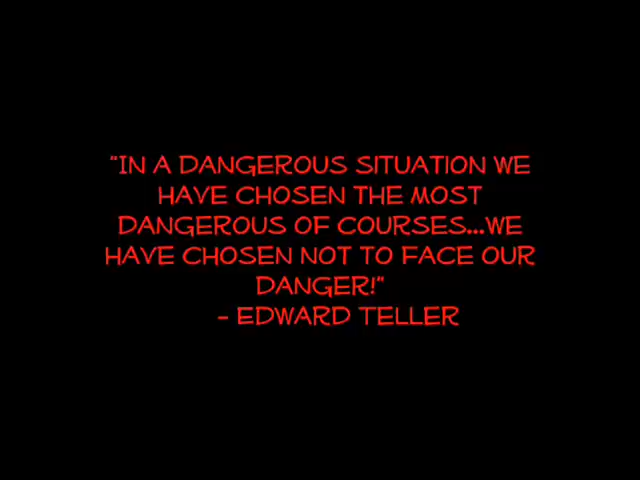 "IN A DANGEROUS SITUATION WE
HAVE CHOSEN THE MOST
DANGEROUS OF COURSES...WE
HAVE CHOSEN NOT TO FACE OUR
DANGER!"
- EDWARD TELLER